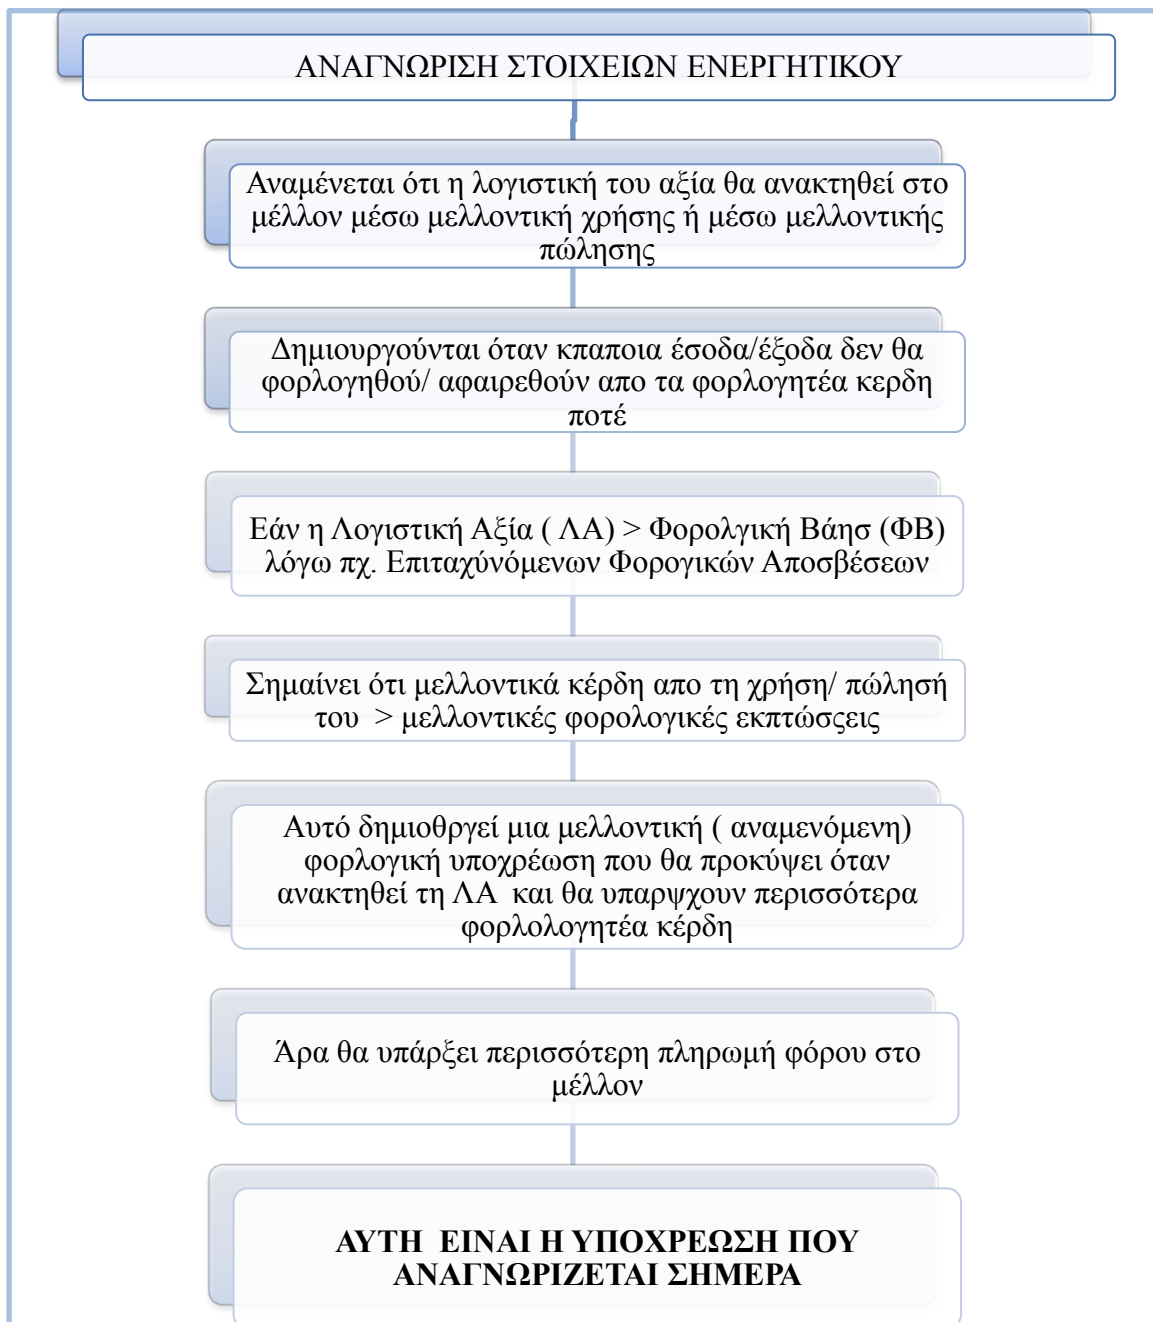 ΑΝΑΓΝΩΡΙΣΗ ΣΤΟΙΧΕΙΩΝ ΕΝΕΡΓΗΤΙΚΟΥ
Αναμένεται ότι η λογιστική του αξία θα ανακτηθεί στο
μέλλον μέσω μελλοντική χρήσης ή μέσω μελλοντικής
πώλησης
Δημιουργούνται όταν κπαποια έσοδα/έξοδα δεν θα
φορλογηθού/ αφαιρεθούν απο τα φορλογητέα κερδη
ποτέ
Εάν η Λογιστική Αξία ( ΛΑ) > Φορολγική Βάησ (ΦΒ)
λόγω πχ. Επιταχύνόμενων Φορογικών Αποσβέσεων
Σημαίνει ότι μελλοντικά κέρδη απο τη χρήση/ πώλησή
του > μελλοντικές φορολογικές εκπτώσςεις
Αυτό δημιοθργεί μια μελλοντική ( αναμενόμενη)
φορλογική υποχρέωση που θα προκύψει όταν
ανακτηθεί τη ΛΑ και θα υπαρψχουν περισσότερα
φορλολογητέα κέρδη
Άρα θα υπάρξει περισσότερη πληρωμή φόρου στο
μέλλον
ΑΥΤΗ ΕΙΝΑΙ Η ΥΠΟΧΡΕΩΣΗ ΠΟΥ
ΑΝΑΓΝΩΡΙΖΕΤΑΙ ΣΗΜΕΡΑ